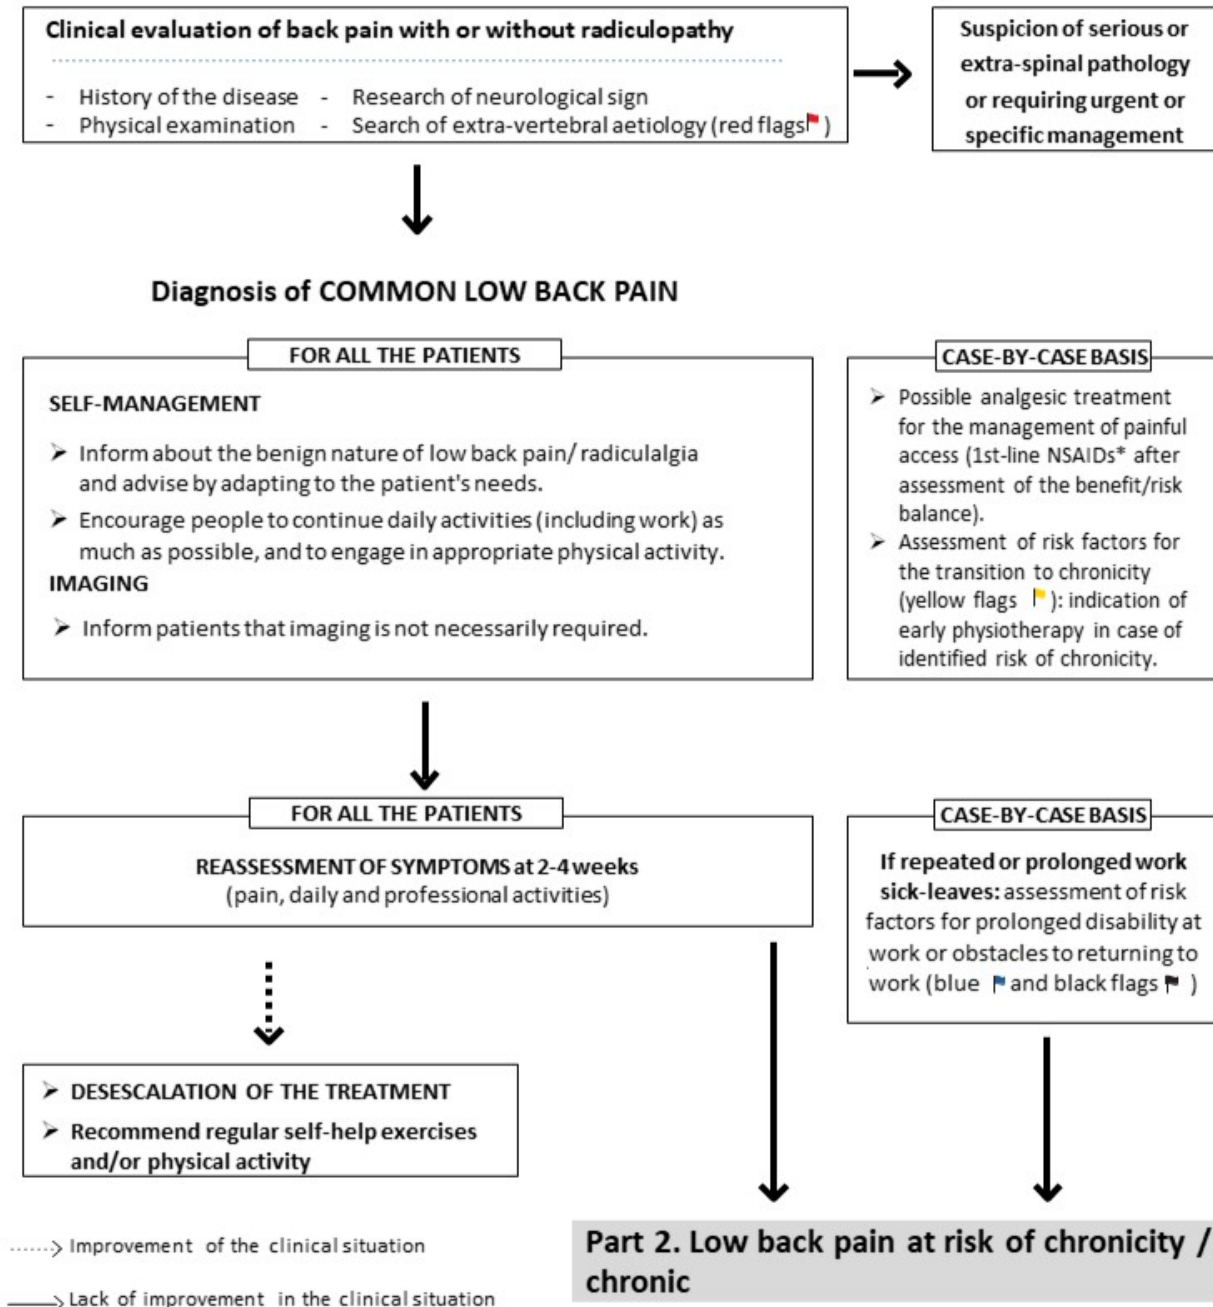 Clinical evaluation of back pain with or without radiculopathy
- History of the disease - Research of neurological sign
- Physical examination - Search of extra-vertebral aetiology (red flags )
Suspicion of serious or
extra-spinal pathology
or requiring urgent or
specific management
Diagnosis of COMMON LOW BACK PAIN
FOR ALL THE PATIENTS
SELF-MANAGEMENT
➢ Inform about the benign nature of low back pain/ radiculalgia
and advise by adapting to the patient's needs.
➢ Encourage people to continue daily activities (including work) as
much as possible, and to engage in appropriate physical activity.
IMAGING
➢ Inform patients that imaging is not necessarily required.
CASE-BY-CASE BASIS
➢ Possible analgesic treatment
for the management of painful
access (1st-line NSAIDs* after
assessment of the benefit/risk
balance).
➢ Assessment of risk factors for
the transition to chronicity
(yellow flags ): indication of
early physiotherapy in case of
identified risk of chronicity.
FOR ALL THE PATIENTS
REASSESSMENT OF SYMPTOMS at 2-4 weeks
(pain, daily and professional activities)
CASE-BY-CASE BASIS
If repeated or prolonged work
sick-leaves: assessment of risk
factors for prolonged disability at
work or obstacles to returning to
work (blue and black flags )
➢ DESESCALATION OF THE TREATMENT
➢ Recommend regular self-help exercises
and/or physical activity
Improvement of the clinical situation
Lack of improvement in the clinical situation
Part 2. Low back pain at risk of chronicity /
chronic